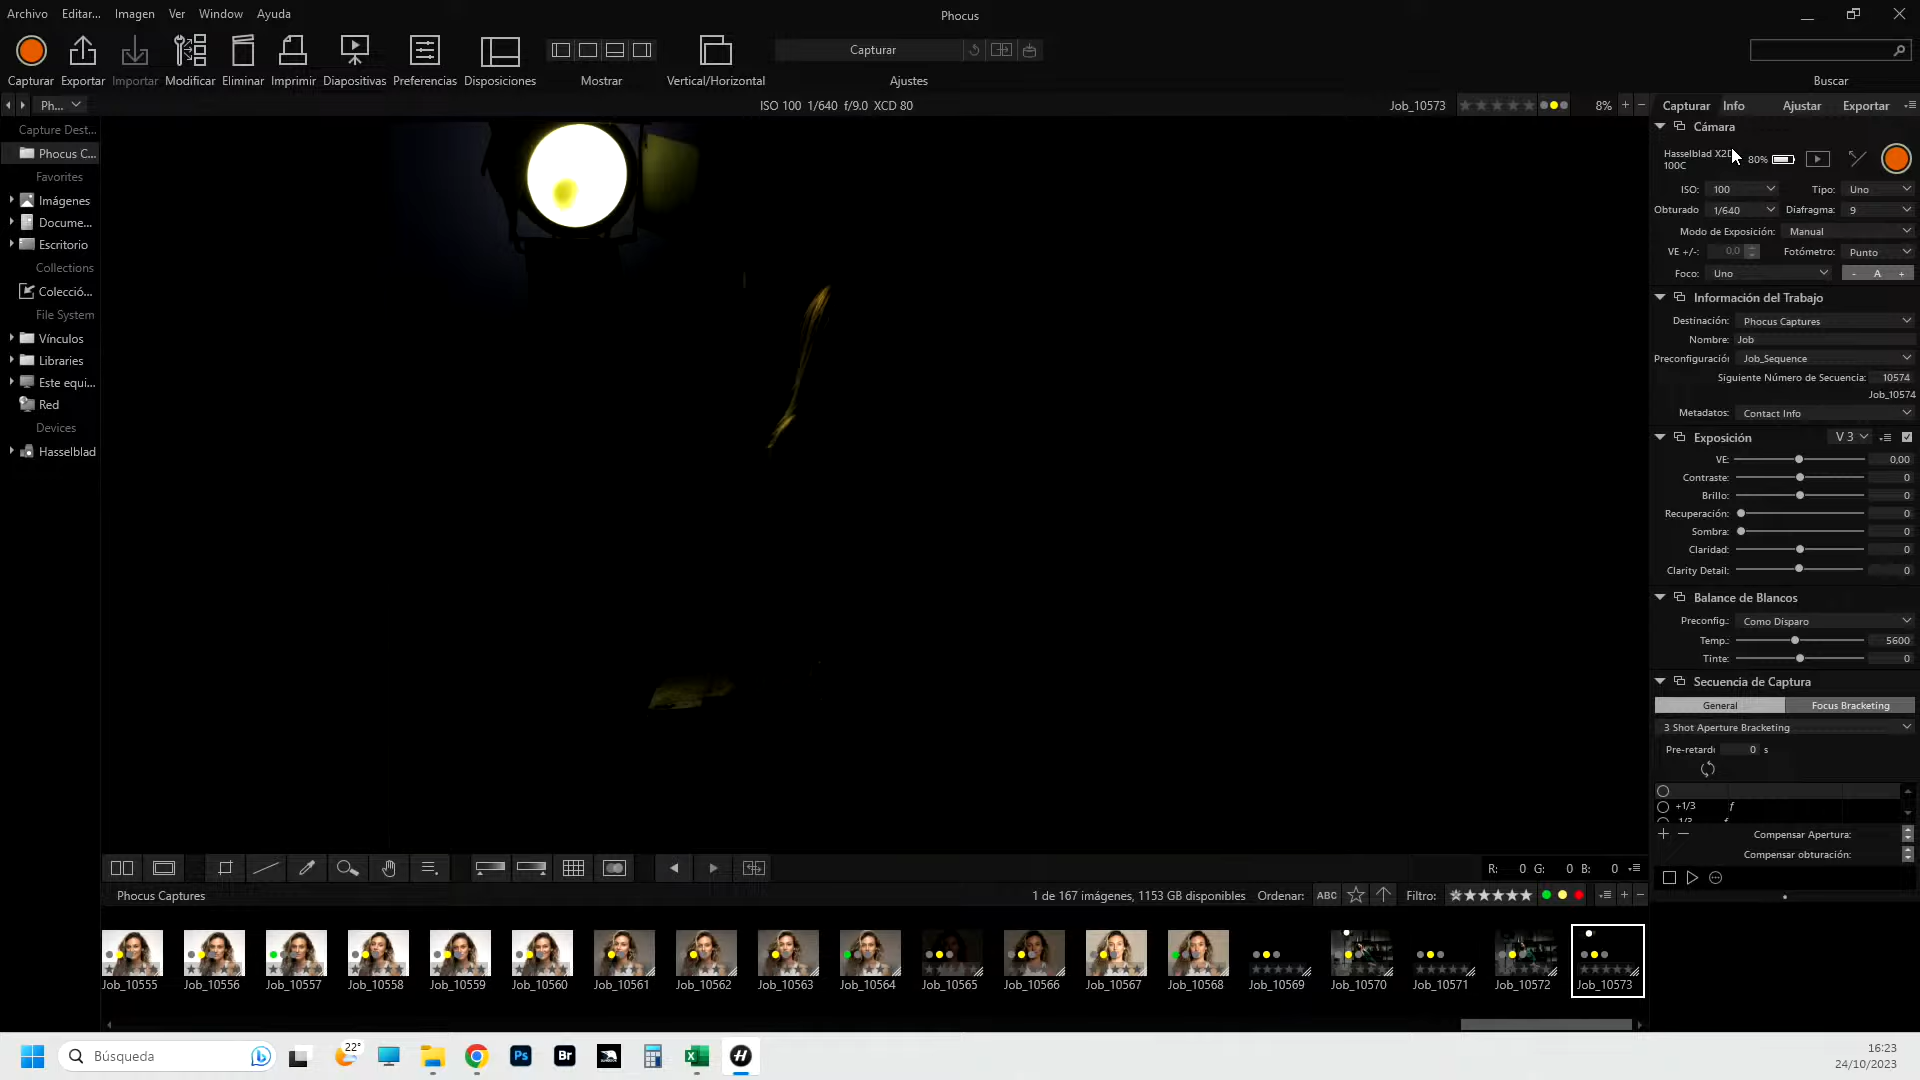 Archivo Editar... Imagen Ver Window Ayuda
Phocus
Capturar Exportar Importar Modificar Eliminar Imprimir Diapositivas Preferencias Disposiciones Mostrar Vertical/Horizontal Ajustes Buscar
Capturar
Ph...
ISO 100 1/640 f/9.0 XCD 80
Job_10573
8%
Capturar Info Ajustar Exportar
Capture Dest...
Phocus C...
Favorites
Imágenes
Docume...
Escritorio
Collections
Colecció...
File System
Vínculos
Libraries
Este equi...
Red
Devices
Hasselblad
Cámara
Hasselblad X2D
100C
80%
ISO: 100 Tipo: Uno
Obturado 1/640 Diafragma: 9
Modo de Exposición: Manual
VE +/-: 0,0 Fotómetro: Punto
Foco: Uno - A +
Información del Trabajo
Destinación: Phocus Captures
Nombre: Job
Preconfiguració Job_Sequence
Siguiente Número de Secuencia: 10574
Job_10574
Metadatos: Contact Info
Exposición V 3
VE: 0,00
Contraste: 0
Brillo: 0
Recuperación: 0
Sombra: 0
Claridad: 0
Clarity Detail: 0
Balance de Blancos
Preconfig.: Como Disparo
Temp.: 5600
Tinte: 0
Secuencia de Captura
General Focus Bracketing
3 Shot Aperture Bracketing
Pre-retardo 0 s
+1/3 f
-1/3 f
Compensar Apertura:
Compensar obturación:
R: 0 G: 0 B: 0
Phocus Captures
1 de 167 imágenes, 1153 GB disponibles Ordenar: ABC Filtro:
Job_10555 Job_10556 Job_10557 Job_10558 Job_10559 Job_10560 Job_10561 Job_10562 Job_10563 Job_10564 Job_10565 Job_10566 Job_10567 Job_10568 Job_10569 Job_10570 Job_10571 Job_10572 Job_10573
Búsqueda
22°
Ps
Br
16:23
24/10/2023